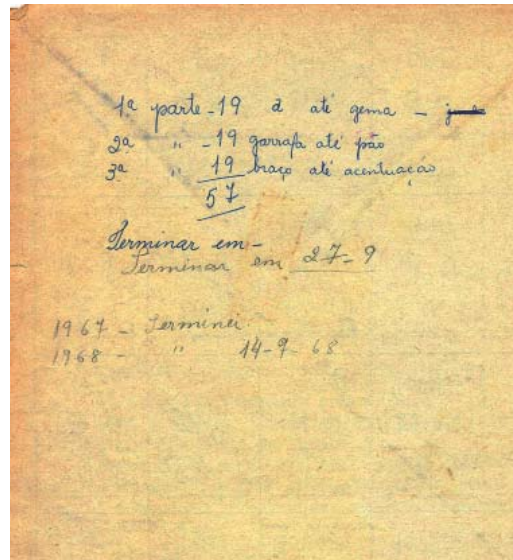 1ª parte - 19 a até gema -
2ª " - 19 garrafa até pão
3ª " 19 braço até acentuação
57
Terminar em -
Terminar em 27-9
1967 - Terminei
1968 - " 14-9-68